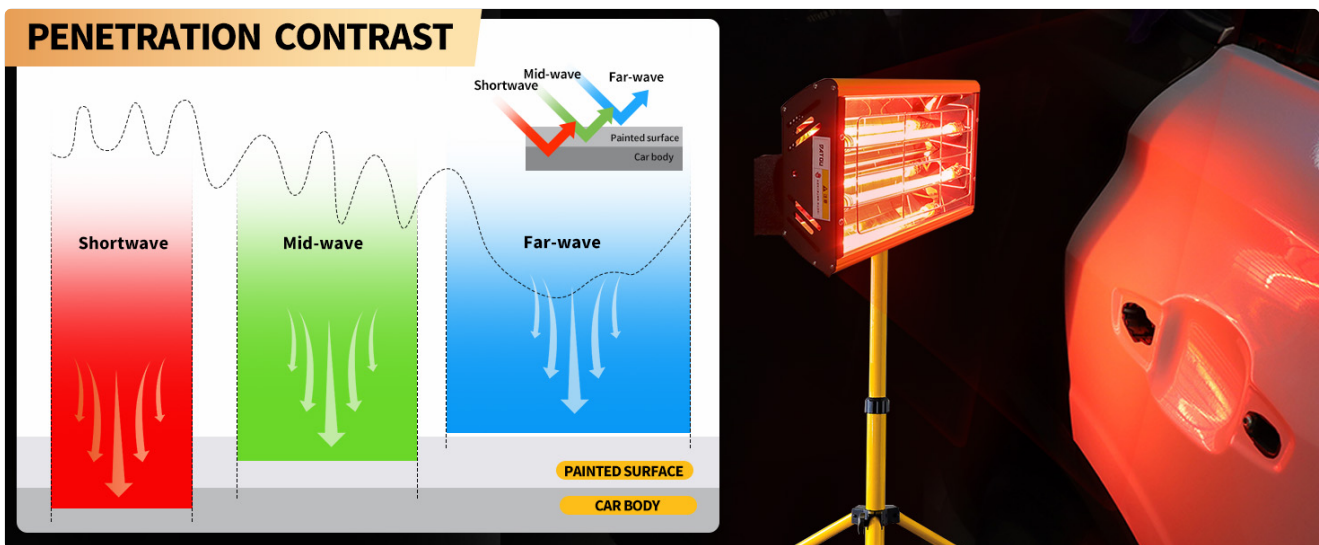 PENETRATION CONTRAST
Mid-wave
Shortwave
Far-wave
Painted surface
Car body
Shortwave
Mid-wave
Far-wave
PAINTED SURFACE
CAR BODY